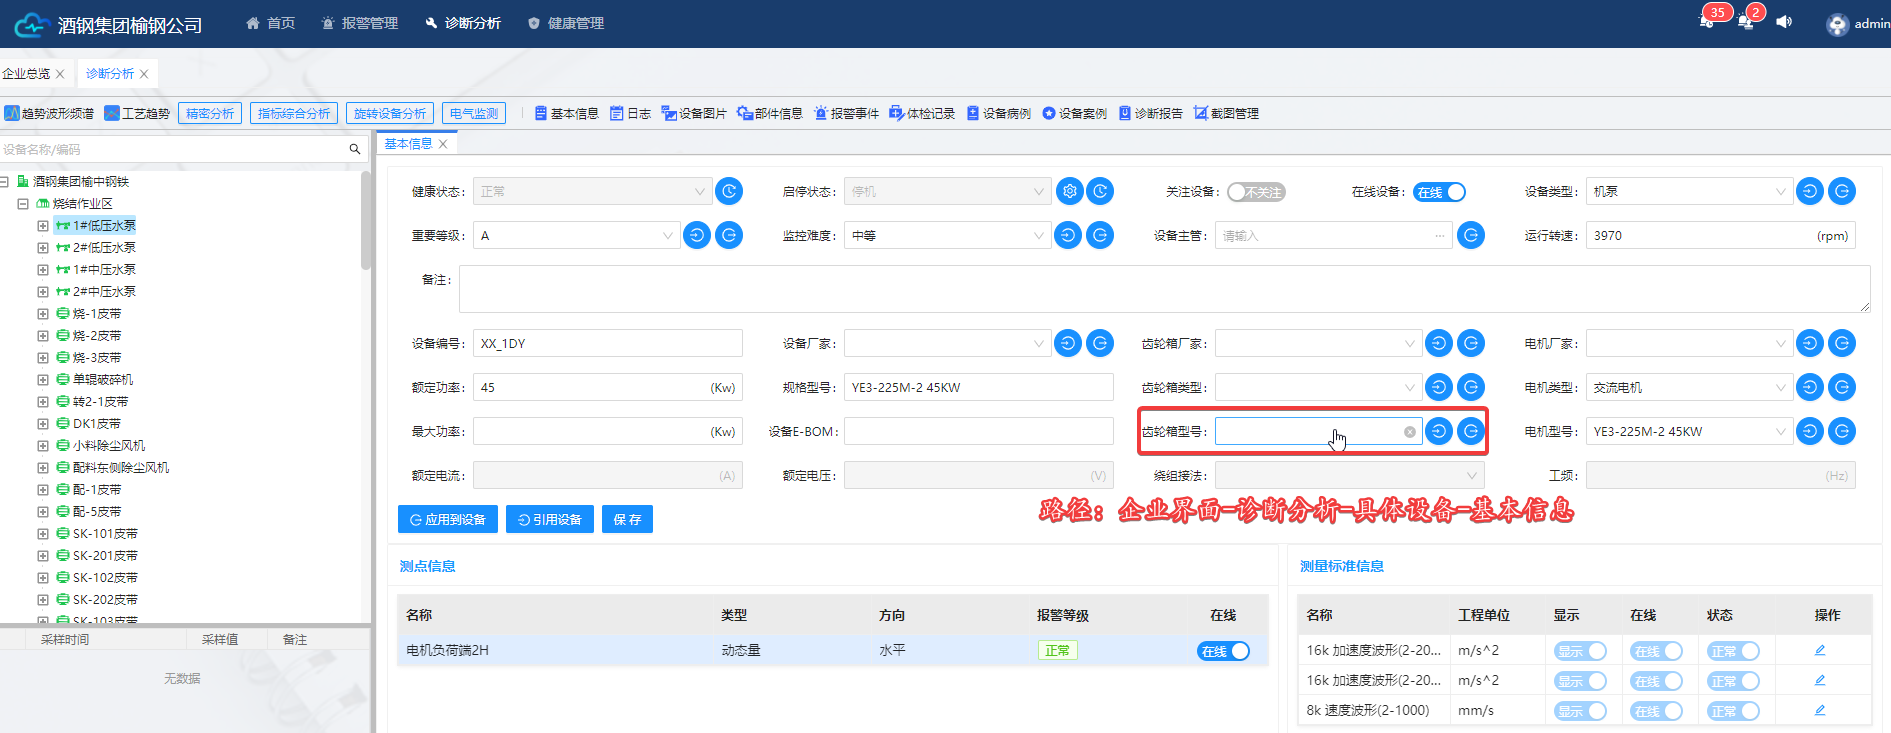 酒钢集团榆钢公司 首页 报警管理 诊断分析 健康管理 35 2 admin
企业总览 诊断分析
趋势波形频谱 工艺趋势 精密分析 指标综合分析 旋转设备分析 电气监测 基本信息 日志 设备图片 部件信息 报警事件 体检记录 设备病例 设备案例 诊断报告 截图管理
设备名称/编码
酒钢集团榆中钢铁
烧结作业区
1#低压水泵
2#低压水泵
1#中压水泵
2#中压水泵
烧-1皮带
烧-2皮带
烧-3皮带
单辊破碎机
转2-1皮带
DK1皮带
小料除尘风机
配料东侧除尘风机
配-1皮带
配-5皮带
SK-101皮带
SK-201皮带
SK-102皮带
SK-202皮带
SK-103皮带
采样时间 采样值 备注
无数据
基本信息
健康状态: 正常 启停状态: 停机 关注设备: 不关注 在线设备: 在线 设备类型: 机泵
重要等级: A 监控难度: 中等 设备主管: 请输入 ... 运行转速: 3970 (rpm)
备注:
设备编号: XX_1DY 设备厂家: 齿轮箱厂家: 电机厂家:
额定功率: 45 (Kw) 规格型号: YE3-225M-2 45KW 齿轮箱类型: 电机类型: 交流电机
最大功率: (Kw) 设备E-BOM: 齿轮箱型号: 电机型号: YE3-225M-2 45KW
额定电流: (A) 额定电压: (V) 绕组接法: 工频: (Hz)
路径：企业界面-诊断分析-具体设备-基本信息
应用到设备 引用设备 保存
测点信息
名称 类型 方向 报警等级 在线
电机负荷端2H 动态量 水平 正常 在线
测量标准信息
名称 工程单位 显示 在线 状态 操作
16k 加速度波形(2-20... m/s^2 显示 在线 正常
16k 加速度波形(2-20... m/s^2 显示 在线 正常
8k 速度波形(2-1000) mm/s 显示 在线 正常